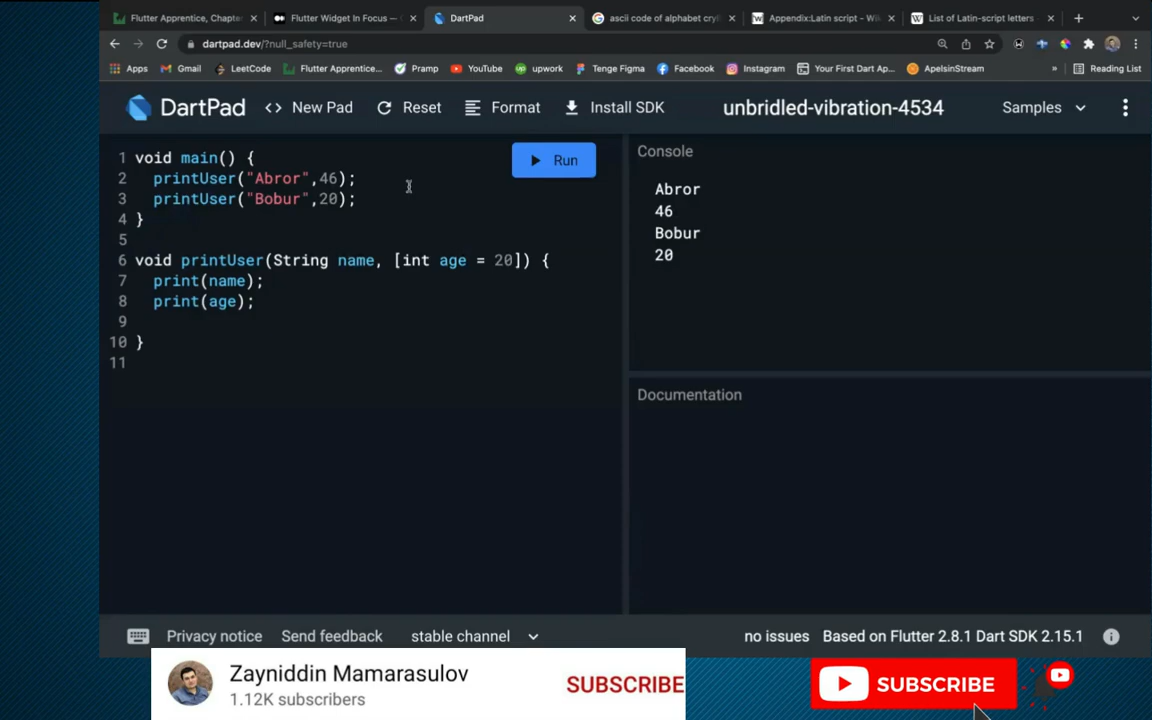 Flutter Apprentice, Chapte
Flutter Widget In Focus —
DartPad
ascii code of alphabet cryl
Appendix:Latin script - Wi
List of Latin-script letters
dartpad.dev/?null_safety=true
Apps
Gmail
LeetCode
Flutter Apprentice...
Pramp
YouTube
upwork
Tenge Figma
Facebook
Instagram
Your First Dart Ap...
ApelsinStream
»
Reading List
DartPad
<> New Pad
Reset
Format
Install SDK
unbridled-vibration-4534
Samples
1 void main() {
2 printUser("Abror",46);
3 printUser("Bobur",20);
4 }
5
6 void printUser(String name, [int age = 20]) {
7 print(name);
8 print(age);
9
10 }
11
Run
Console
Abror
46
Bobur
20
Documentation
Privacy notice
Send feedback
stable channel
no issues
Based on Flutter 2.8.1 Dart SDK 2.15.1
Zayniddin Mamarasulov
1.12K subscribers
SUBSCRIBE
SUBSCRIBE